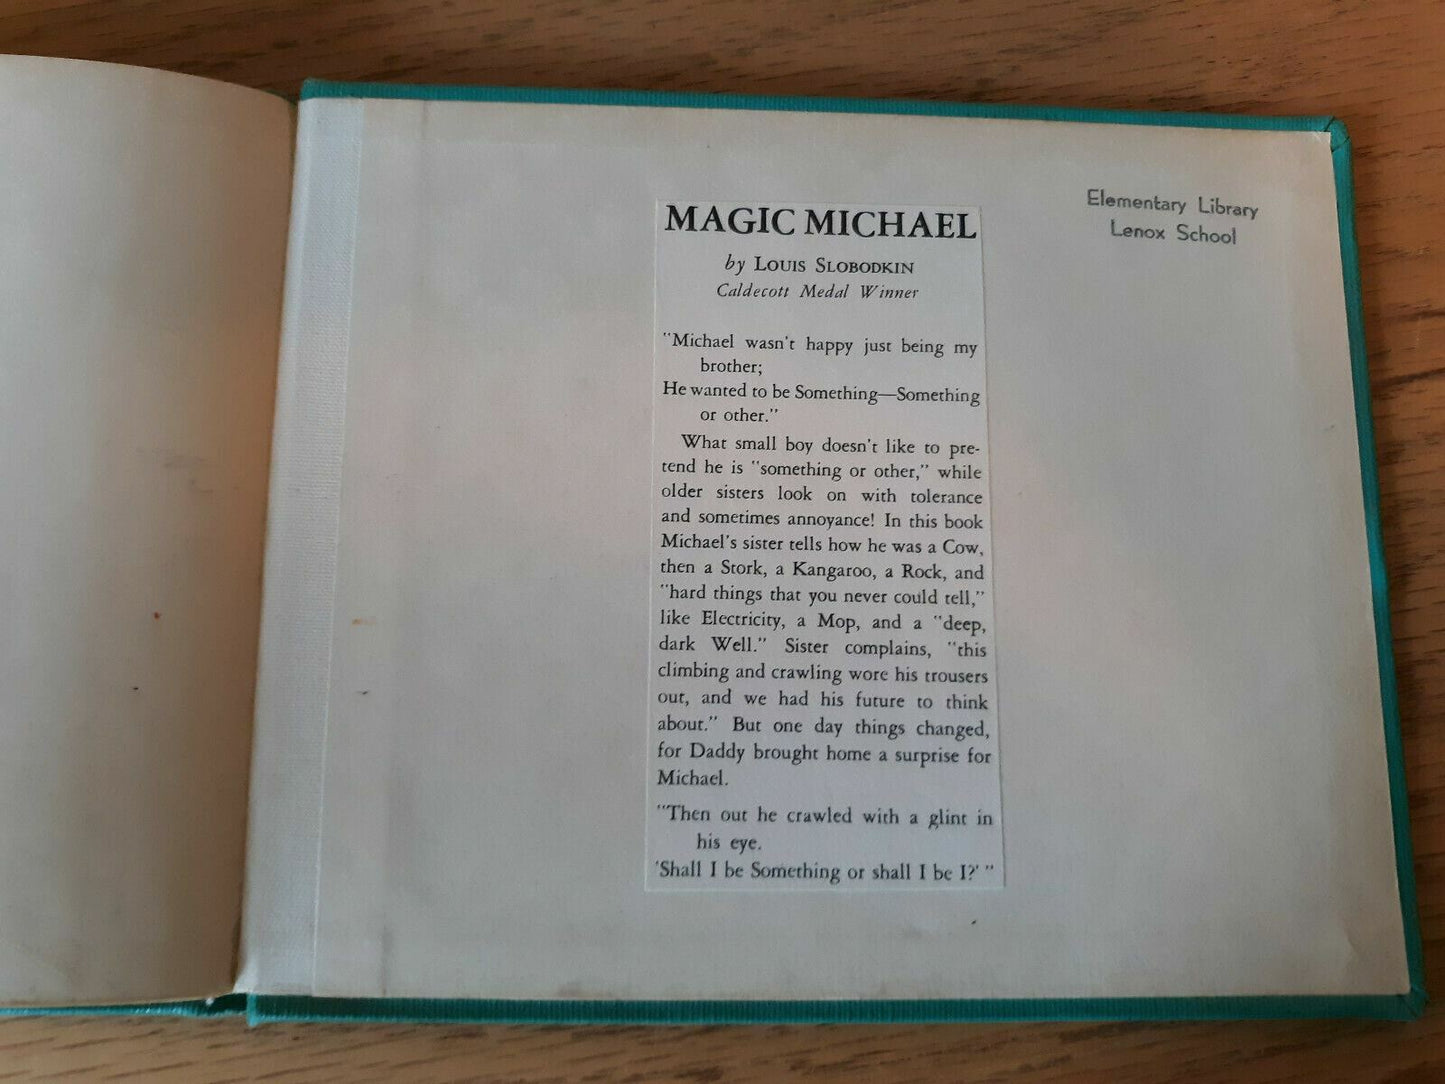 MAGIC MICHAEL
by LOUIS SLOBODKIN
Caldecott Medal Winner
"Michael wasn't happy just being my
brother;
He wanted to be Something—Something
or other."
What small boy doesn't like to pre-
tend he is "something or other," while
older sisters look on with tolerance
and sometimes annoyance! In this book
Michael's sister tells how he was a Cow,
then a Stork, a Kangaroo, a Rock, and
"hard things that you never could tell,"
like Electricity, a Mop, and a "deep,
dark Well." Sister complains, "this
climbing and crawling wore his trousers
out, and we had his future to think
about." But one day things changed,
for Daddy brought home a surprise for
Michael.
"Then out he crawled with a glint in
his eye.
'Shall I be Something or shall I be I?' "
Elementary Library
Lenox School